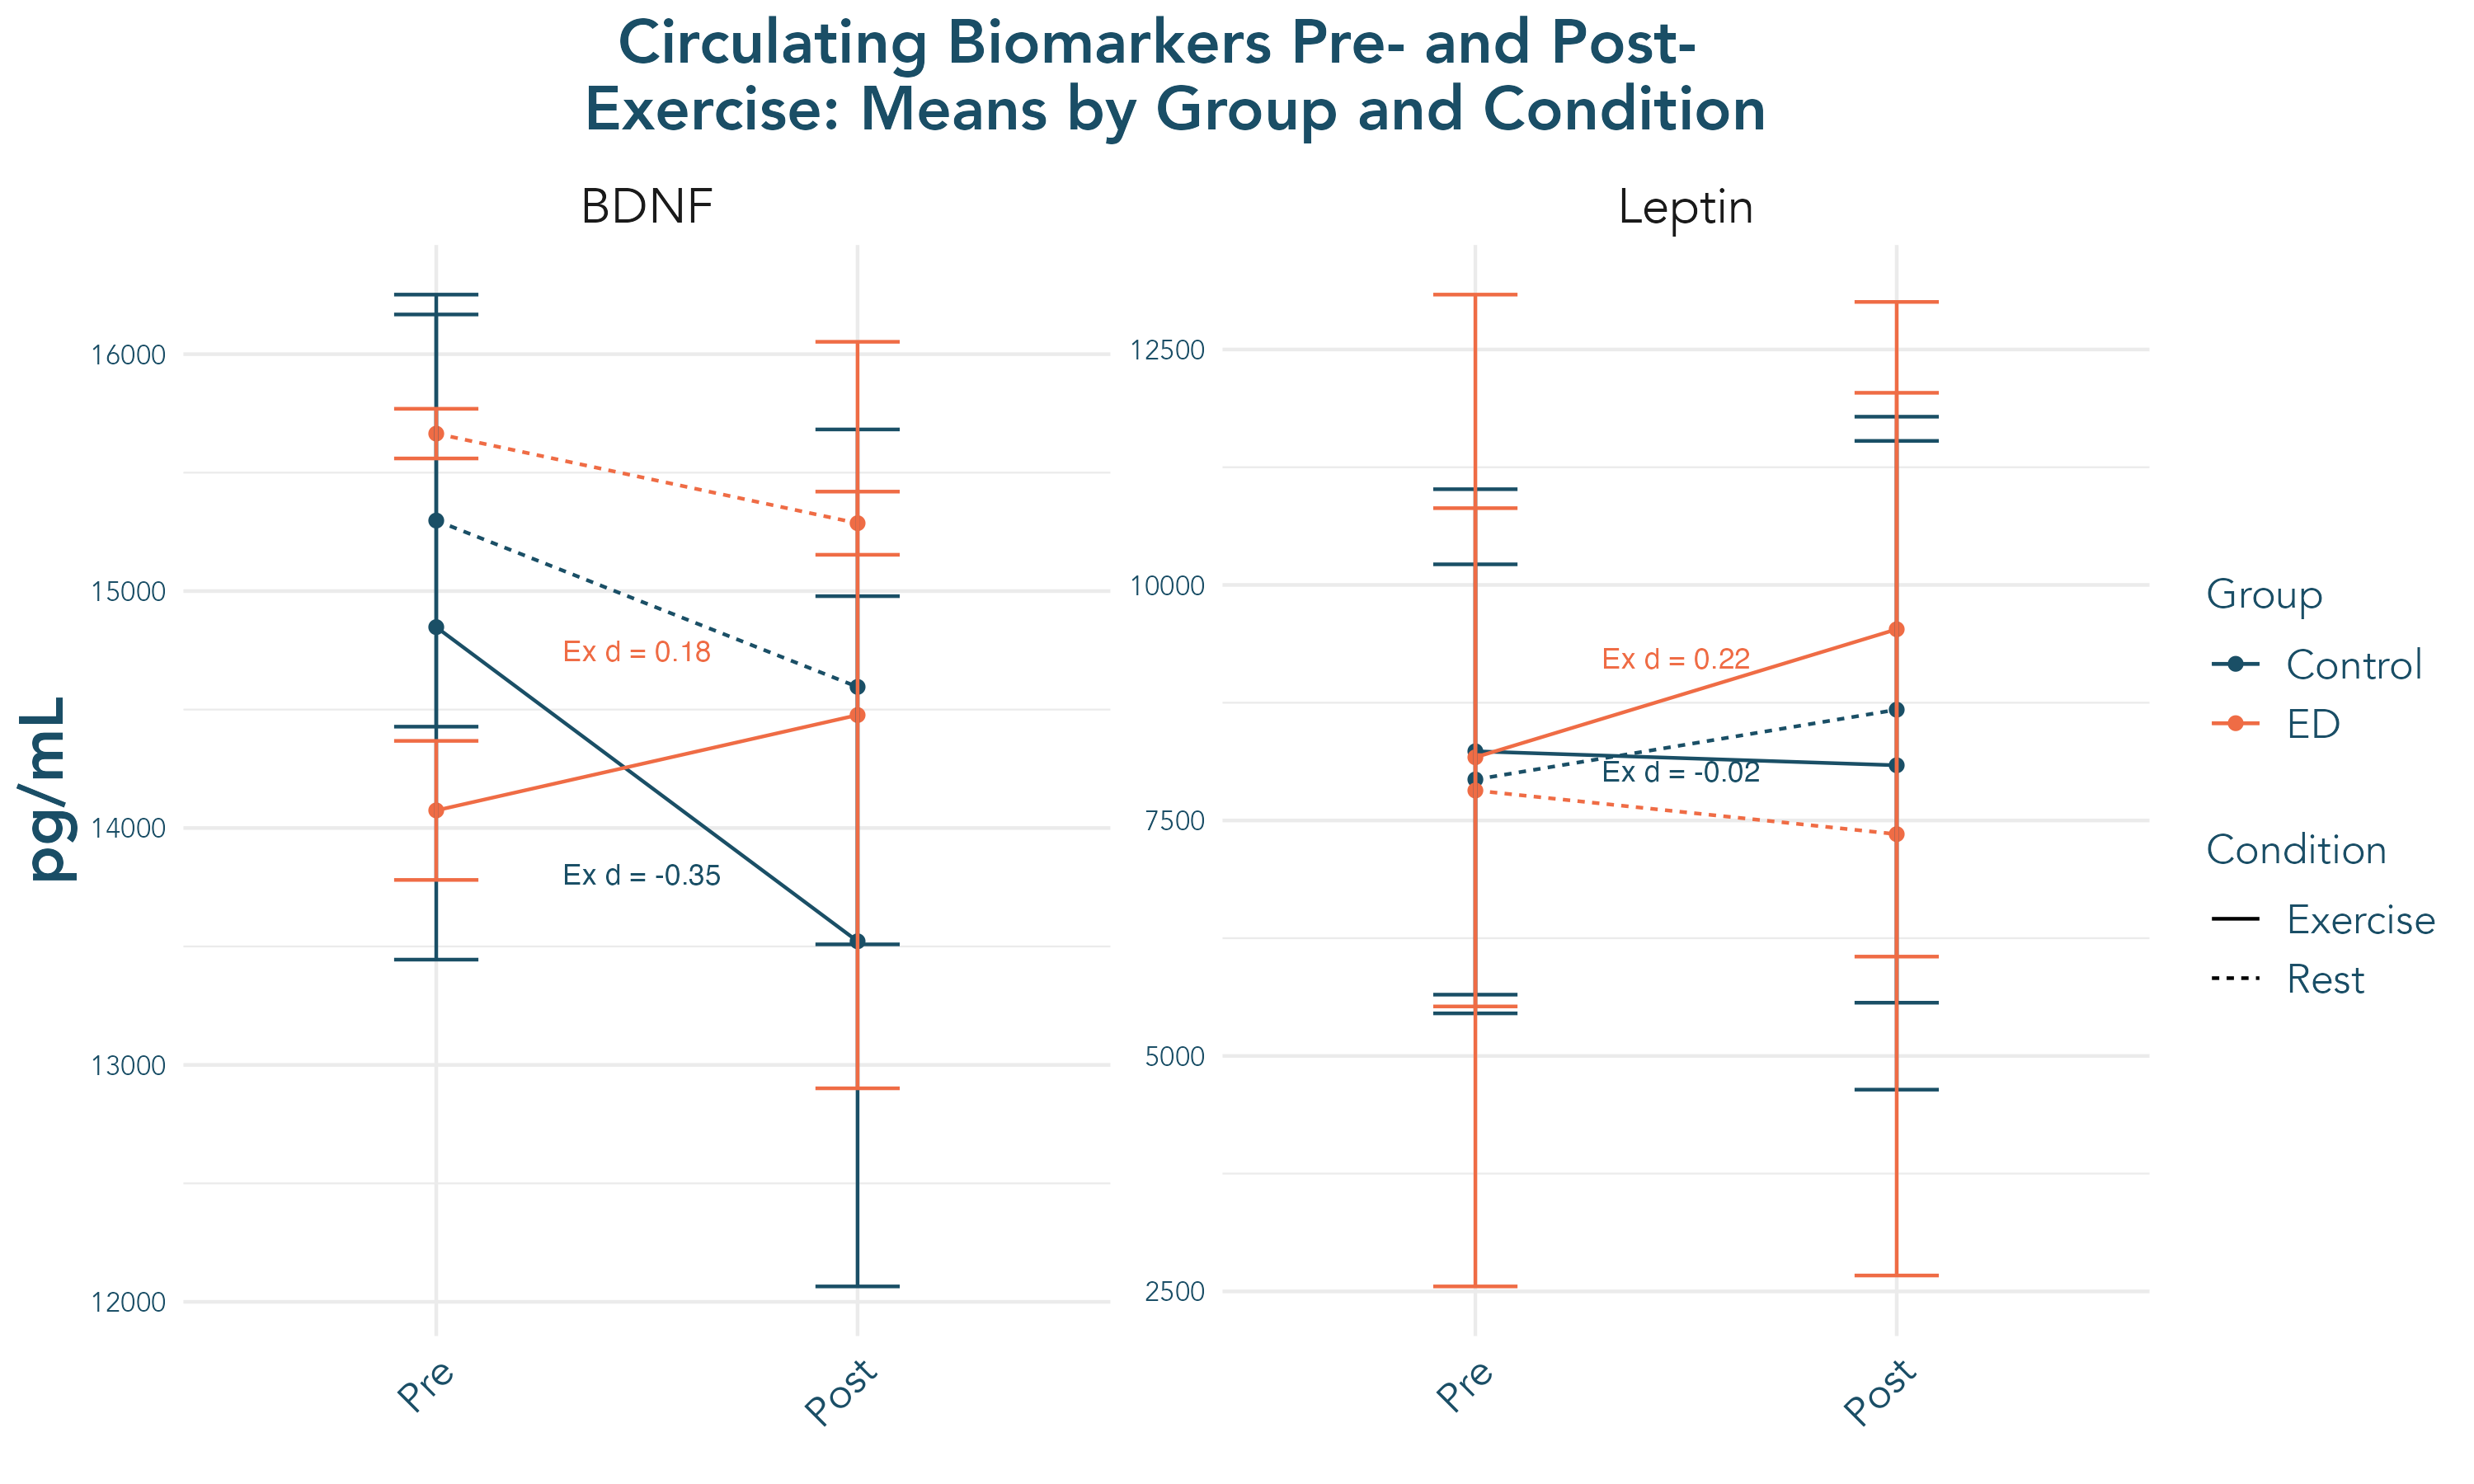 Circulating Biomarkers Pre- and Post-
Exercise: Means by Group and Condition
BDNF
Leptin
pg/mL
16000
15000
14000
13000
12000
Ex d = 0.18
Ex d = -0.35
Pre
Post
12500
10000
7500
5000
2500
Ex d = 0.22
Ex d = -0.02
Pre
Post
Group
Control
ED
Condition
Exercise
Rest